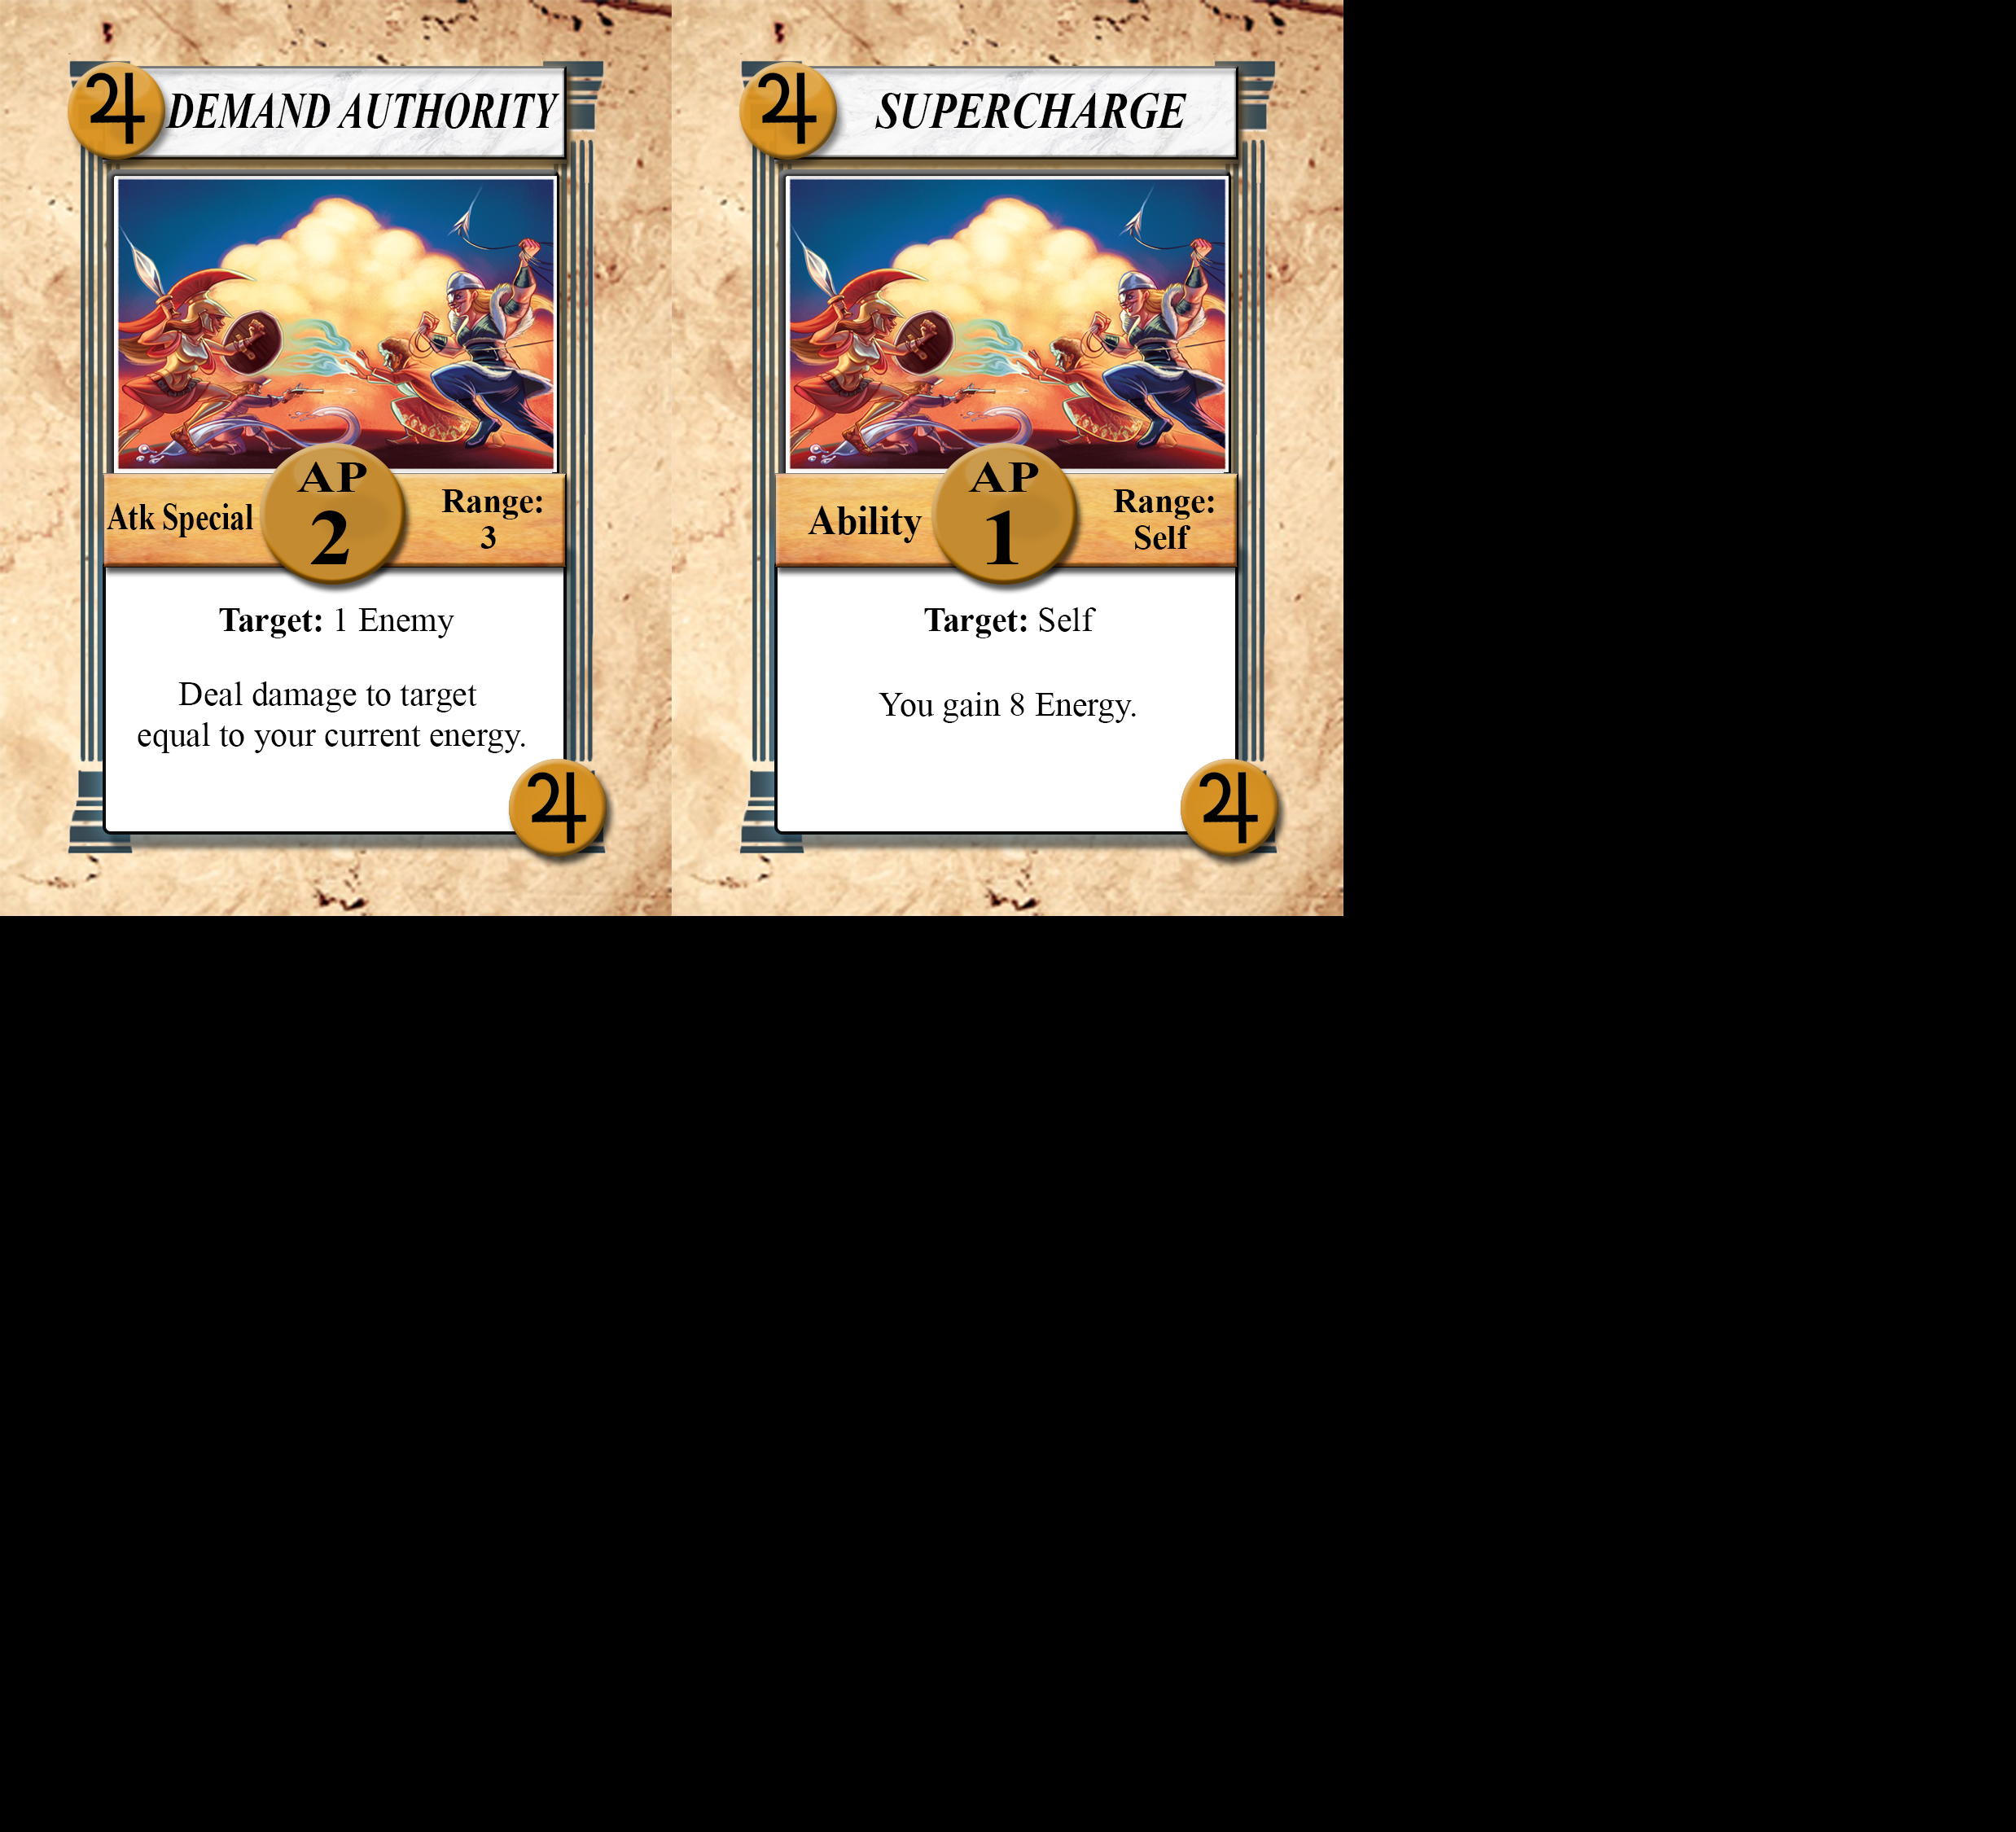 ♃ DEMAND AUTHORITY
AP
2
Atk Special
Range:
3
Target: 1 Enemy
Deal damage to target
equal to your current energy.
♃
♃ SUPERCHARGE
AP
1
Ability
Range:
Self
Target: Self
You gain 8 Energy.
♃